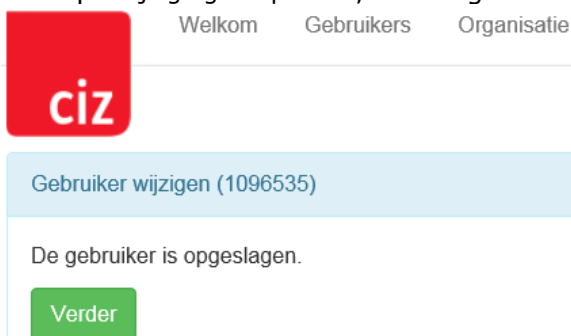 Welkom Gebruikers Organisatie
ciz
Gebruiker wijzigen (1096535)
De gebruiker is opgeslagen.
Verder